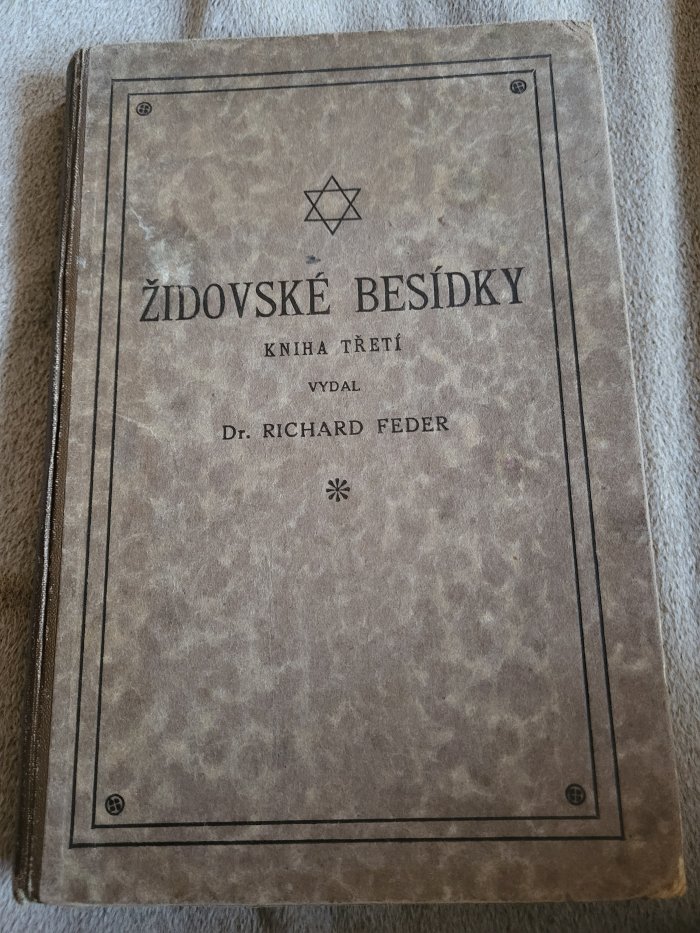 ŽIDOVSKÉ BESÍDKY
KNIHA TŘETÍ
VYDAL
Dr. RICHARD FEDER